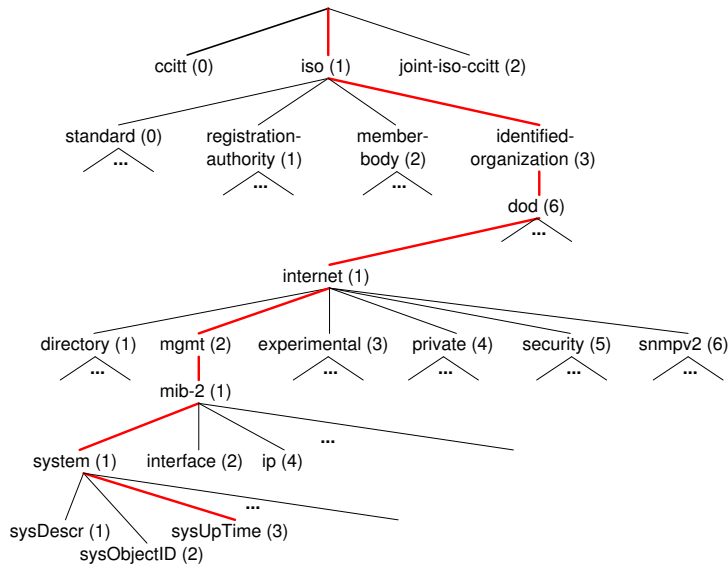 ccitt (0) iso (1) joint-iso-ccitt (2)
standard (0) registration- member- identified-
authority (1) body (2) organization (3)
... ... ...
dod (6)
...
internet (1)
directory (1) mgmt (2) experimental (3) private (4) security (5) snmpv2 (6)
... ... ... ... ...
mib-2 (1)
...
system (1) interface (2) ip (4)
...
sysDescr (1) sysUpTime (3)
sysObjectID (2)